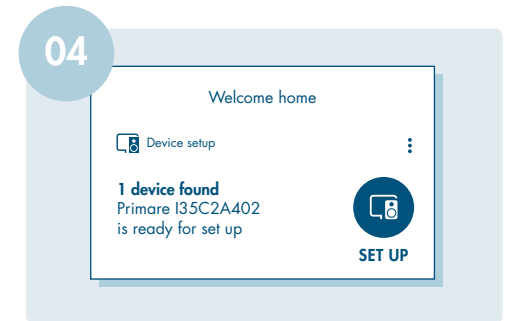 04
Welcome home
Device setup
1 device found
Primare I35C2A402
is ready for set up
SET UP